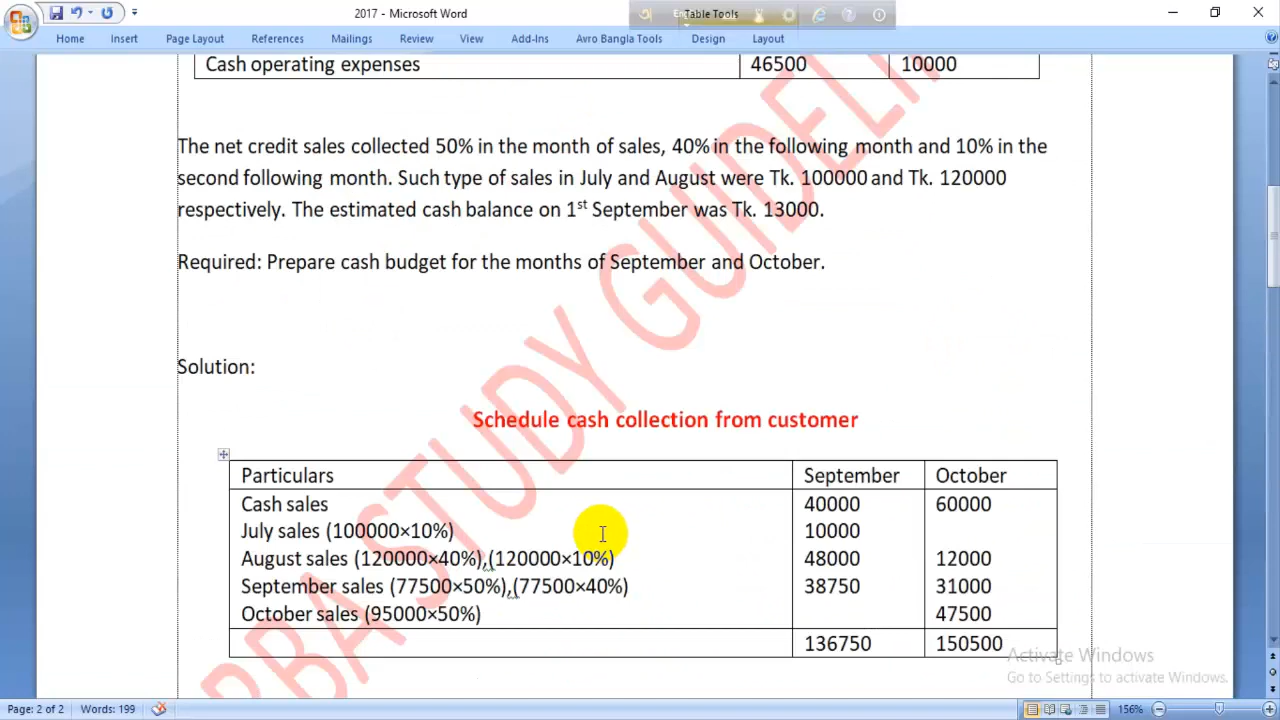 2017 - Microsoft Word
Table Tools
Home Insert Page Layout References Mailings Review View Add-Ins Avro Bangla Tools Design Layout
Cash operating expenses 46500 10000
The net credit sales collected 50% in the month of sales, 40% in the following month and 10% in the
second following month. Such type of sales in July and August were Tk. 100000 and Tk. 120000
respectively. The estimated cash balance on 1st September was Tk. 13000.
Required: Prepare cash budget for the months of September and October.
Solution:
Schedule cash collection from customer
Particulars September October
Cash sales 40000 60000
July sales (100000×10%) 10000
August sales (120000×40%),(120000×10%) 48000 12000
September sales (77500×50%),(77500×40%) 38750 31000
October sales (95000×50%) 47500
136750 150500
BBA STUDY GUIDELIN
Activate Windows
Go to Settings to activate Windows.
Page: 2 of 2 Words: 199 156%